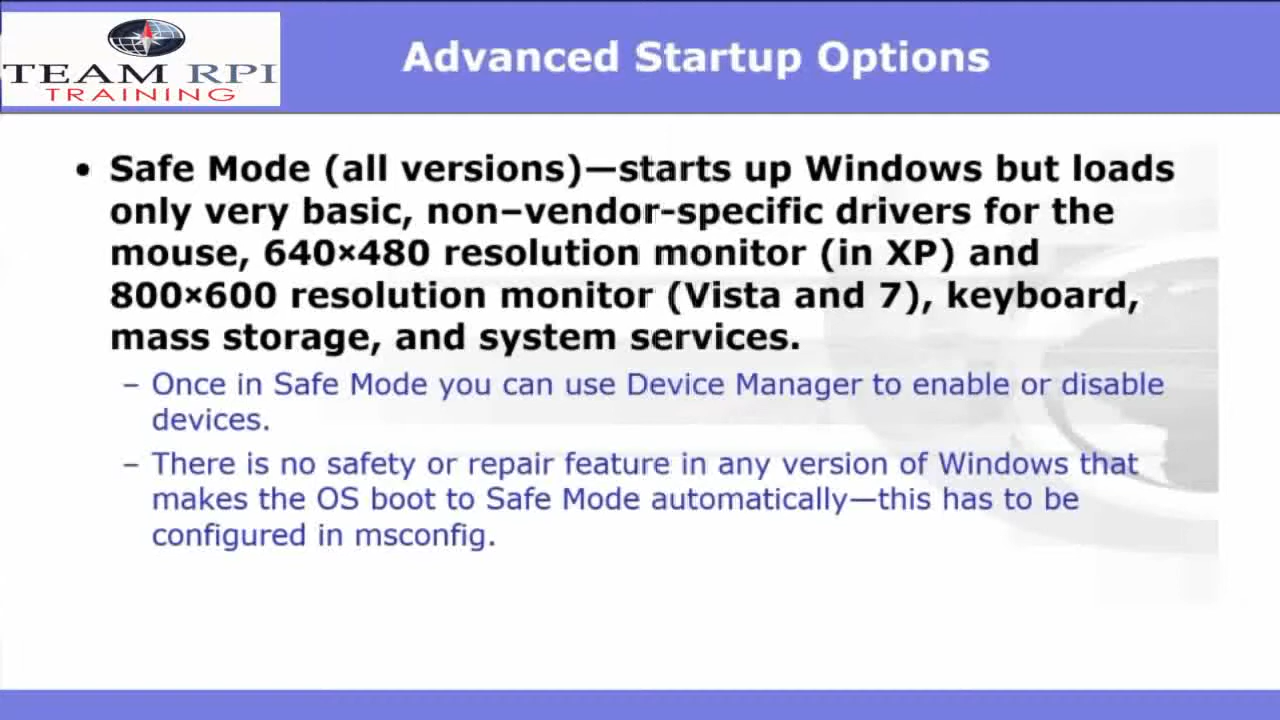 TEAM RPI
TRAINING
Advanced Startup Options
• Safe Mode (all versions)—starts up Windows but loads
only very basic, non–vendor-specific drivers for the
mouse, 640×480 resolution monitor (in XP) and
800×600 resolution monitor (Vista and 7), keyboard,
mass storage, and system services.
– Once in Safe Mode you can use Device Manager to enable or disable
devices.
– There is no safety or repair feature in any version of Windows that
makes the OS boot to Safe Mode automatically—this has to be
configured in msconfig.